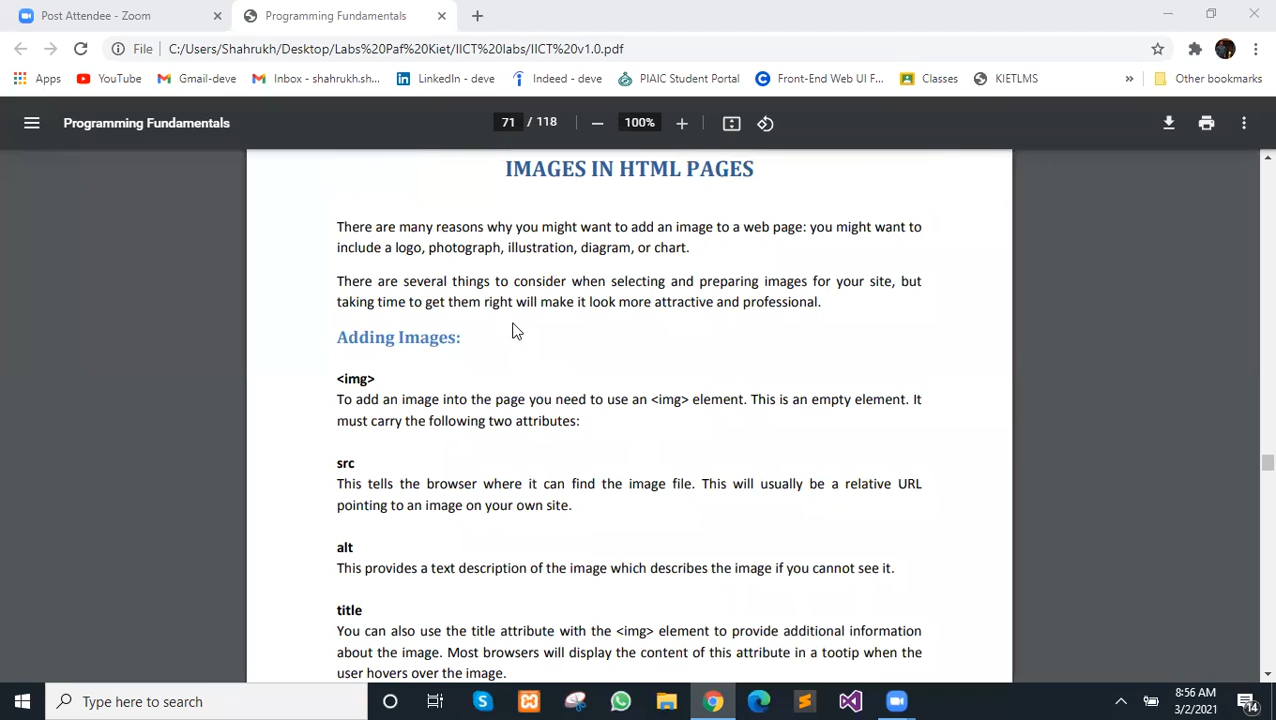 Post Attendee - Zoom
Programming Fundamentals
File
C:/Users/Shahrukh/Desktop/Labs%20Paf%20Kiet/IICT%20labs/IICT%20v1.0.pdf
Apps
YouTube
Gmail-deve
Inbox - shahrukh.sh...
LinkedIn - deve
Indeed - deve
PIAIC Student Portal
Front-End Web UI F...
Classes
KIETLMS
»
Other bookmarks
Programming Fundamentals
71 / 118
100%
IMAGES IN HTML PAGES
There are many reasons why you might want to add an image to a web page: you might want to
include a logo, photograph, illustration, diagram, or chart.
There are several things to consider when selecting and preparing images for your site, but
taking time to get them right will make it look more attractive and professional.
Adding Images:
<img>
To add an image into the page you need to use an <img> element. This is an empty element. It
must carry the following two attributes:
src
This tells the browser where it can find the image file. This will usually be a relative URL
pointing to an image on your own site.
alt
This provides a text description of the image which describes the image if you cannot see it.
title
You can also use the title attribute with the <img> element to provide additional information
about the image. Most browsers will display the content of this attribute in a tootip when the
user hovers over the image.
Type here to search
8:56 AM
3/2/2021
14